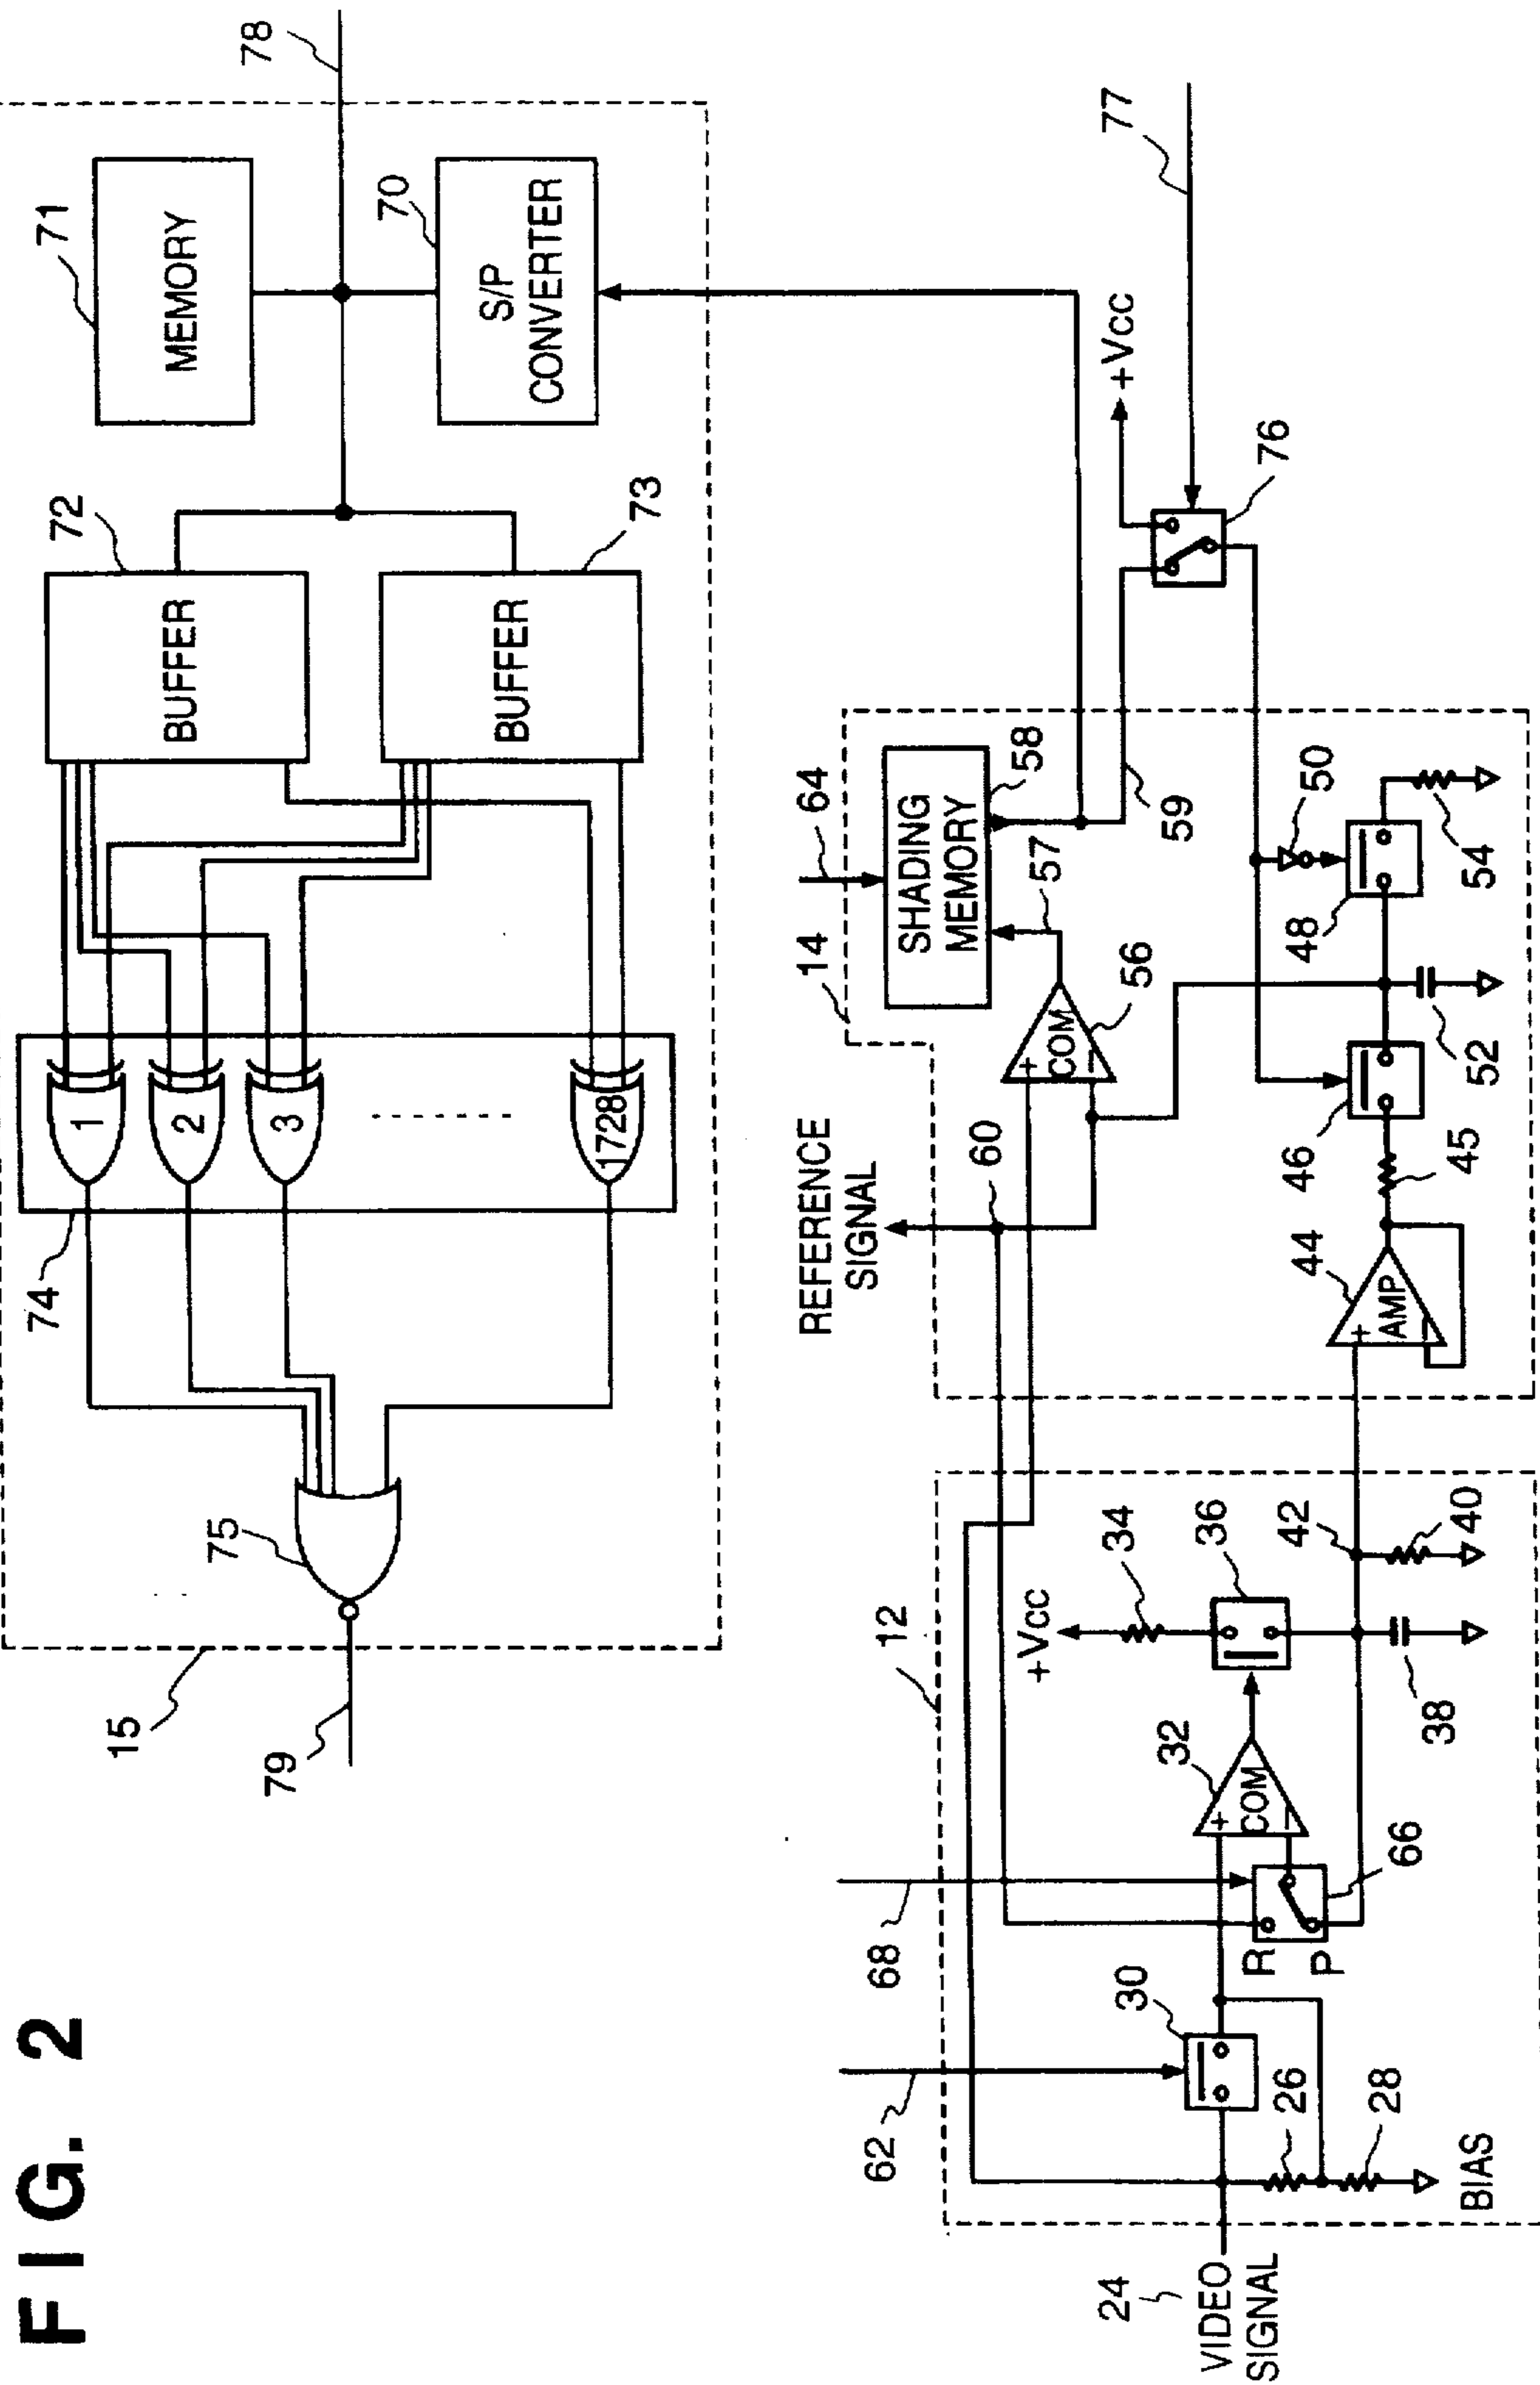 FIG. 2
15
79
75
74
1
2
3
1728
72
BUFFER
BUFFER
73
71
MEMORY
70
S/P
CONVERTER
78
REFERENCE
SIGNAL
60
14
64
SHADING
MEMORY
58
57
59
COM
+
−
56
+Vcc
77
76
44
AMP
+
−
45
46
52
48
50
54
12
24
VIDEO
SIGNAL
62
30
26
28
BIAS
68
R
P
66
32
COM
+
−
+Vcc
34
36
38
42
40